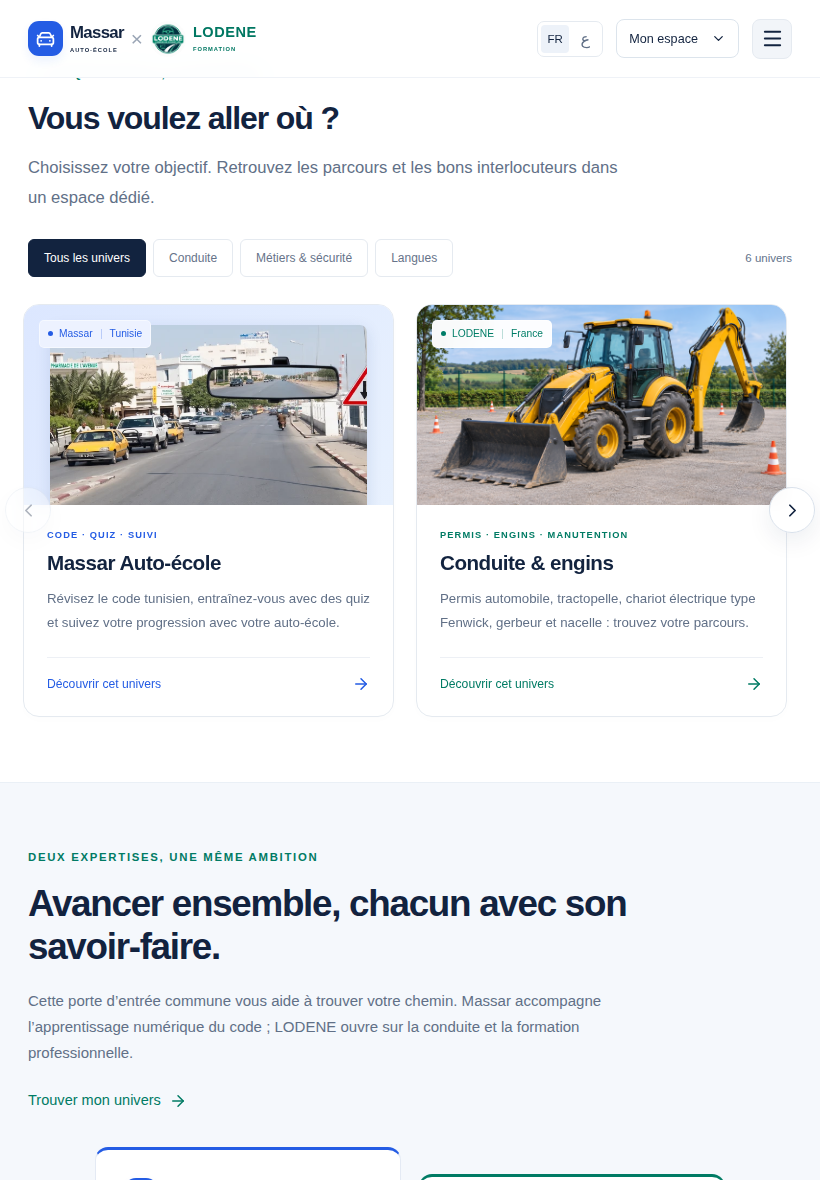 Massar
AUTO-ÉCOLE
×
LODENE
LODENE
FORMATION
FR
ع
Mon espace
Vous voulez aller où ?
Choisissez votre objectif. Retrouvez les parcours et les bons interlocuteurs dans
un espace dédié.
Tous les univers
Conduite
Métiers & sécurité
Langues
6 univers
Massar | Tunisie
PHARMACIE DE L'AVENUE
CODE · QUIZ · SUIVI
Massar Auto-école
Révisez le code tunisien, entraînez-vous avec des quiz
et suivez votre progression avec votre auto-école.
Découvrir cet univers
LODENE | France
PERMIS · ENGINS · MANUTENTION
Conduite & engins
Permis automobile, tractopelle, chariot électrique type
Fenwick, gerbeur et nacelle : trouvez votre parcours.
Découvrir cet univers
DEUX EXPERTISES, UNE MÊME AMBITION
Avancer ensemble, chacun avec son
savoir-faire.
Cette porte d’entrée commune vous aide à trouver votre chemin. Massar accompagne
l’apprentissage numérique du code ; LODENE ouvre sur la conduite et la formation
professionnelle.
Trouver mon univers